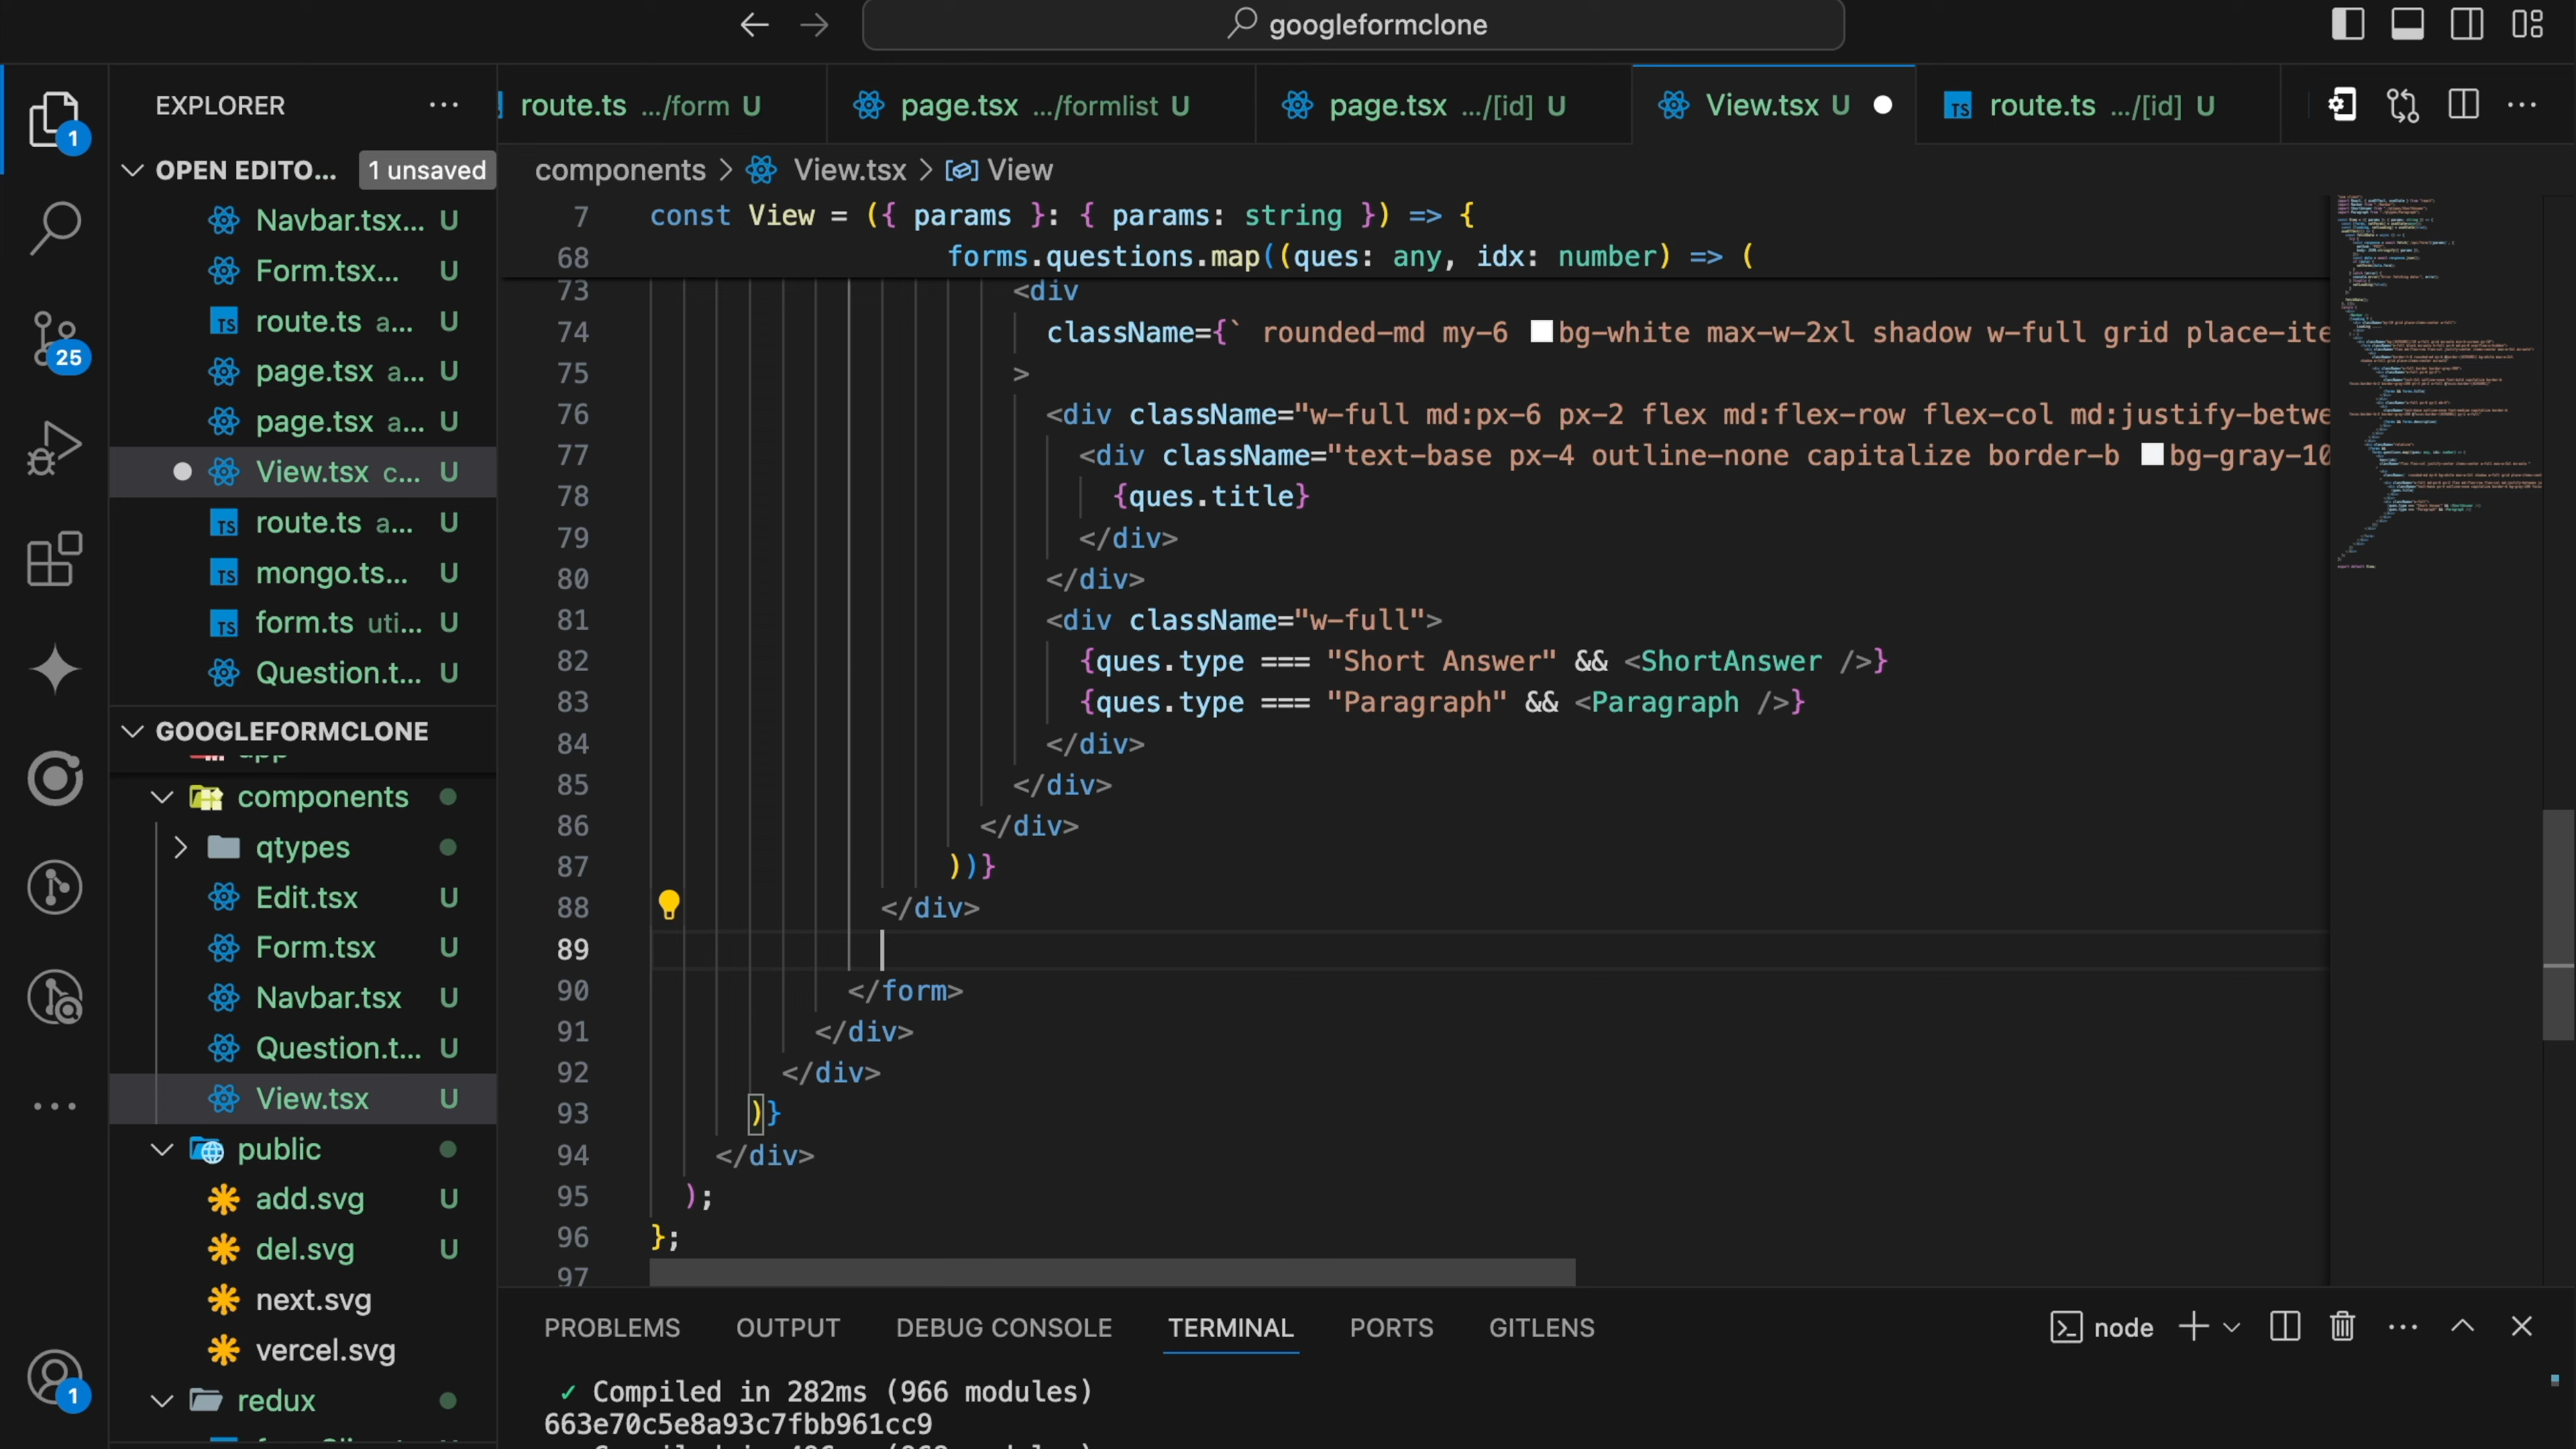 googleformclone
EXPLORER
route.ts .../form U
page.tsx .../formlist U
page.tsx .../[id] U
View.tsx U
TS route.ts .../[id] U
OPEN EDITO... 1 unsaved
Navbar.tsx... U
Form.tsx... U
TS route.ts a... U
page.tsx a... U
page.tsx a... U
View.tsx c... U
TS route.ts a... U
TS mongo.ts... U
TS form.ts uti... U
Question.t... U
GOOGLEFORMCLONE
app
components
qtypes
Edit.tsx U
Form.tsx U
Navbar.tsx U
Question.t... U
View.tsx U
public
add.svg U
del.svg U
next.svg
vercel.svg
redux
1
25
1
components > View.tsx > View
7 const View = ({ params }: { params: string }) => {
68 forms.questions.map((ques: any, idx: number) => (
73 <div
74 className={` rounded-md my-6 bg-white max-w-2xl shadow w-full grid place-ite
75 >
76 <div className="w-full md:px-6 px-2 flex md:flex-row flex-col md:justify-betwe
77 <div className="text-base px-4 outline-none capitalize border-b bg-gray-10
78 {ques.title}
79 </div>
80 </div>
81 <div className="w-full">
82 {ques.type === "Short Answer" && <ShortAnswer />}
83 {ques.type === "Paragraph" && <Paragraph />}
84 </div>
85 </div>
86 </div>
87 ))}
88 </div>
89
90 </form>
91 </div>
92 </div>
93 )}
94 </div>
95 );
96 };
97
PROBLEMS OUTPUT DEBUG CONSOLE TERMINAL PORTS GITLENS
node
✓ Compiled in 282ms (966 modules)
663e70c5e8a93c7fbb961cc9